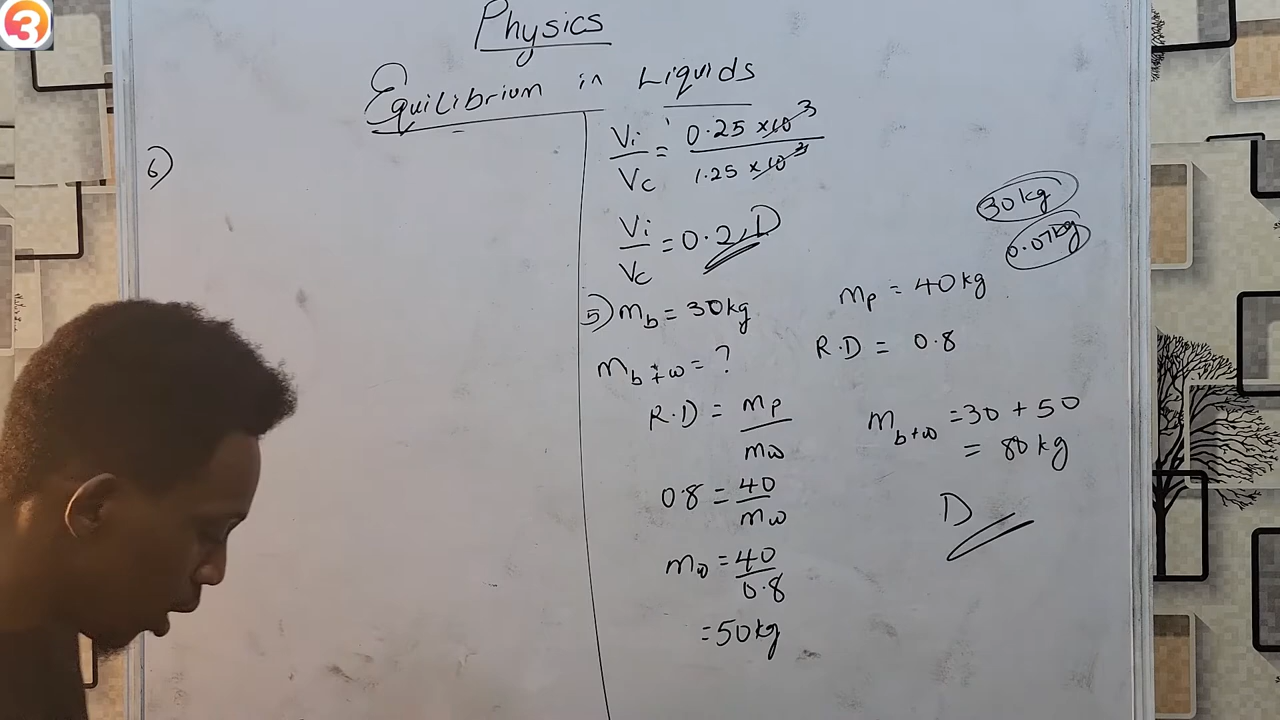 3
Physics
Equilibrium in Liquids
6)
Vi/Vc = 0.25 × 10^-3 / 1.25 × 10^-3
Vi/Vc = 0.2, D
30kg
0.07kg
5) mb = 30kg
mb+w = ?
R.D = mp/mw
0.8 = 40/mw
mw = 40/0.8
= 50kg
mp = 40kg
R.D = 0.8
mb+w = 30 + 50
= 80kg
D